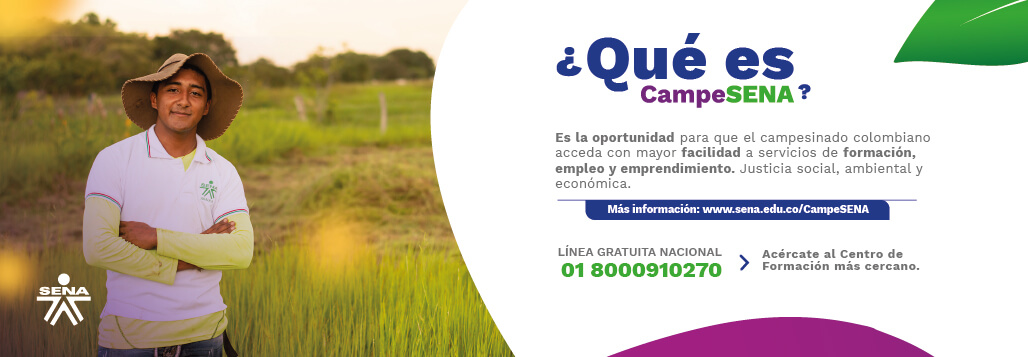 ¿Qué es
CampeSENA?
Es la oportunidad para que el campesinado colombiano
acceda con mayor facilidad a servicios de formación,
empleo y emprendimiento. Justicia social, ambiental y
económica.
Más información: www.sena.edu.co/CampeSENA
LÍNEA GRATUITA NACIONAL
01 8000910270
Acércate al Centro de
Formación más cercano.
SENA
SENA